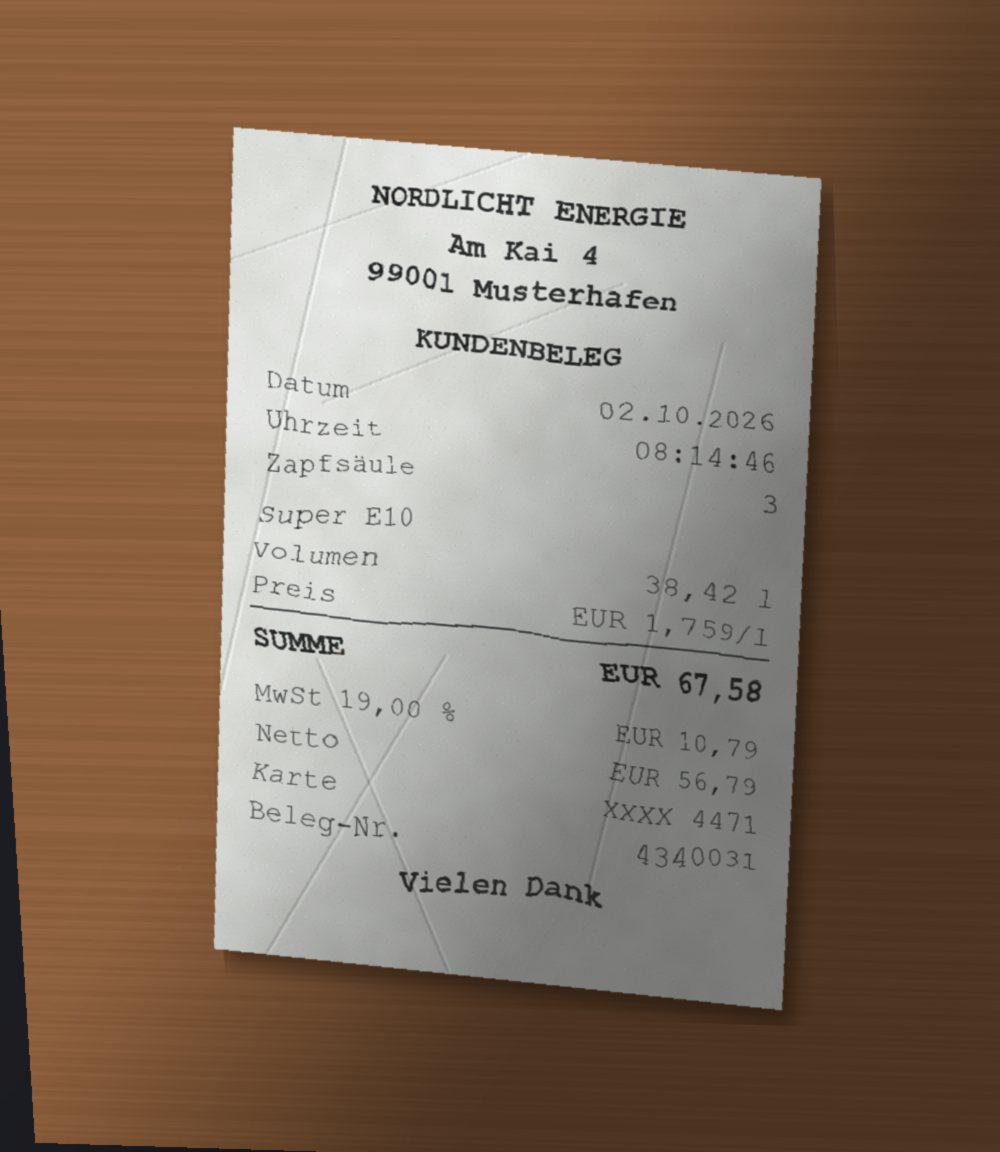 NORDLICHT ENERGIE
Am Kai 4
99001 Musterhafen
KUNDENBELEG
Datum 02.10.2026
Uhrzeit 08:14:46
Zapfsäule 3
Super E10
Volumen 38,42 l
Preis EUR 1,759/l
SUMME EUR 67,58
MwSt 19,00 % EUR 10,79
Netto EUR 56,79
Karte XXXX 4471
Beleg-Nr. 4340031
Vielen Dank